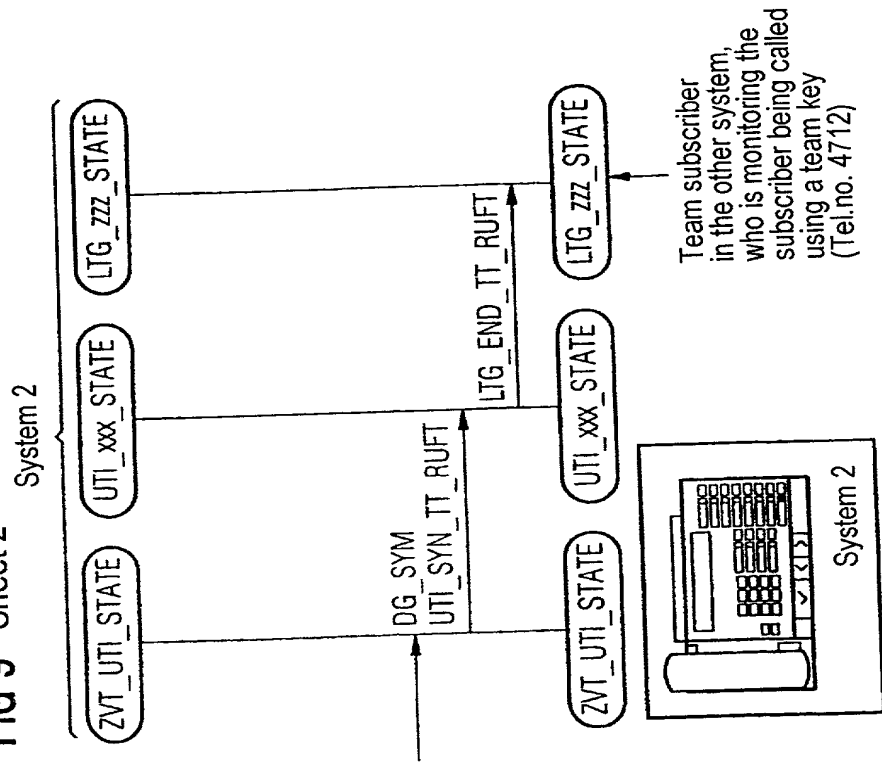 FIG 9 Sheet 2
System 2
ZVT_UTI_STATE
UTI_xxx_STATE
LTG_zzz_STATE
DG_SYM
UTI_SYN_TT_RUFT
LTG_END_TT_RUFT
ZVT_UTI_STATE
UTI_xxx_STATE
LTG_zzz_STATE
System 2
Team subscriber
in the other system,
who is monitoring the
subscriber being called
using a team key
(Tel.no. 4712)